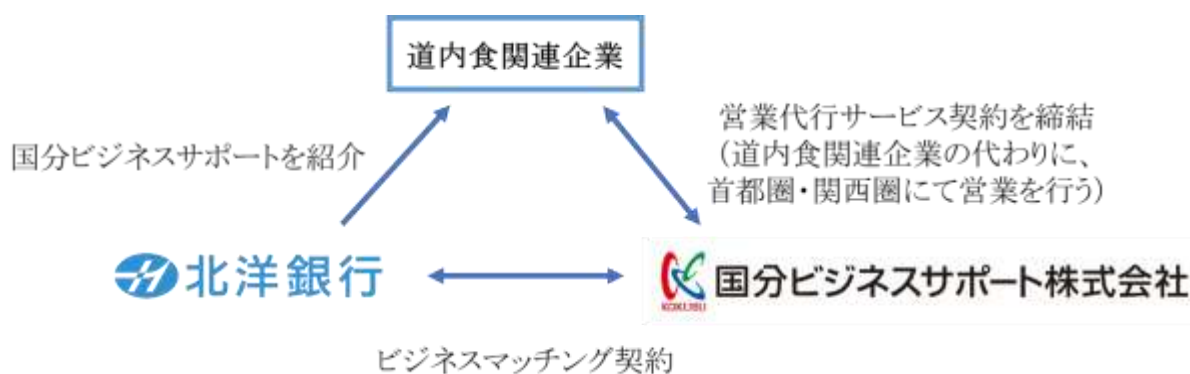 道内食関連企業
国分ビジネスサポートを紹介
営業代行サービス契約を締結
(道内食関連企業の代わりに、
首都圏・関西圏にて営業を行う)
北洋銀行
KOKUBU
国分ビジネスサポート株式会社
ビジネスマッチング契約